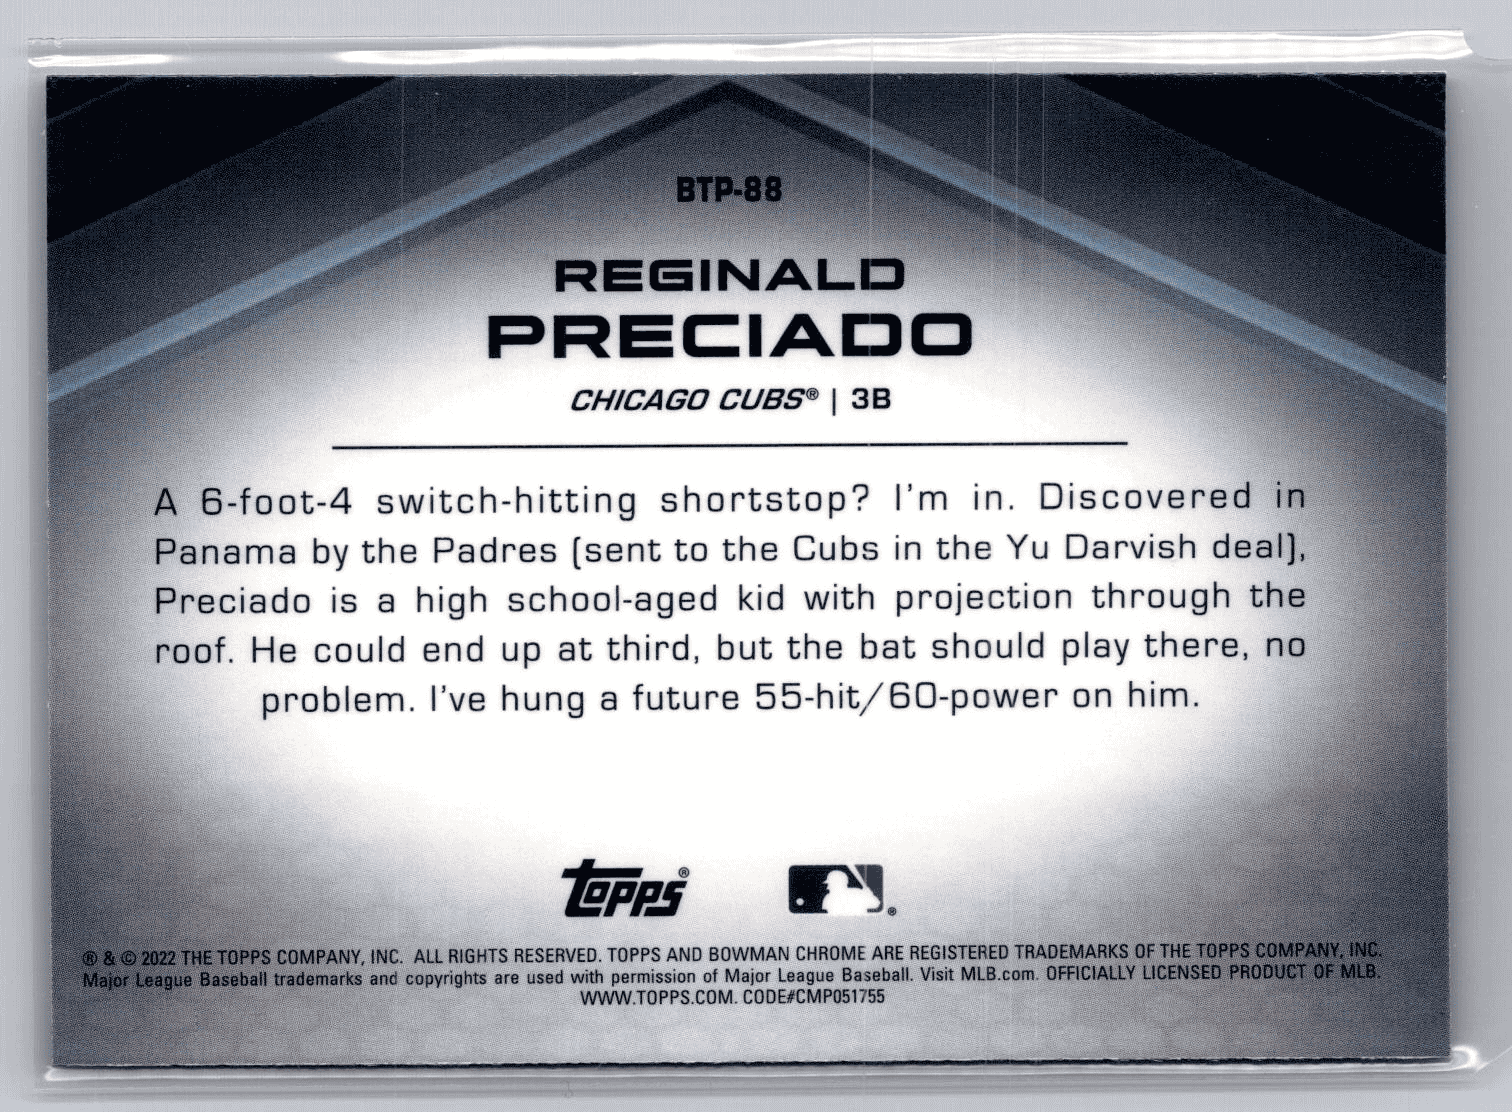 BTP-88
REGINALD
PRECIADO
CHICAGO CUBS® | 3B
A 6-foot-4 switch-hitting shortstop? I'm in. Discovered in
Panama by the Padres (sent to the Cubs in the Yu Darvish deal),
Preciado is a high school-aged kid with projection through the
roof. He could end up at third, but the bat should play there, no
problem. I've hung a future 55-hit/60-power on him.
topps®
®
® & © 2022 THE TOPPS COMPANY, INC. ALL RIGHTS RESERVED. TOPPS AND BOWMAN CHROME ARE REGISTERED TRADEMARKS OF THE TOPPS COMPANY, INC.
Major League Baseball trademarks and copyrights are used with permission of Major League Baseball. Visit MLB.com. OFFICIALLY LICENSED PRODUCT OF MLB.
WWW.TOPPS.COM. CODE#CMP051755